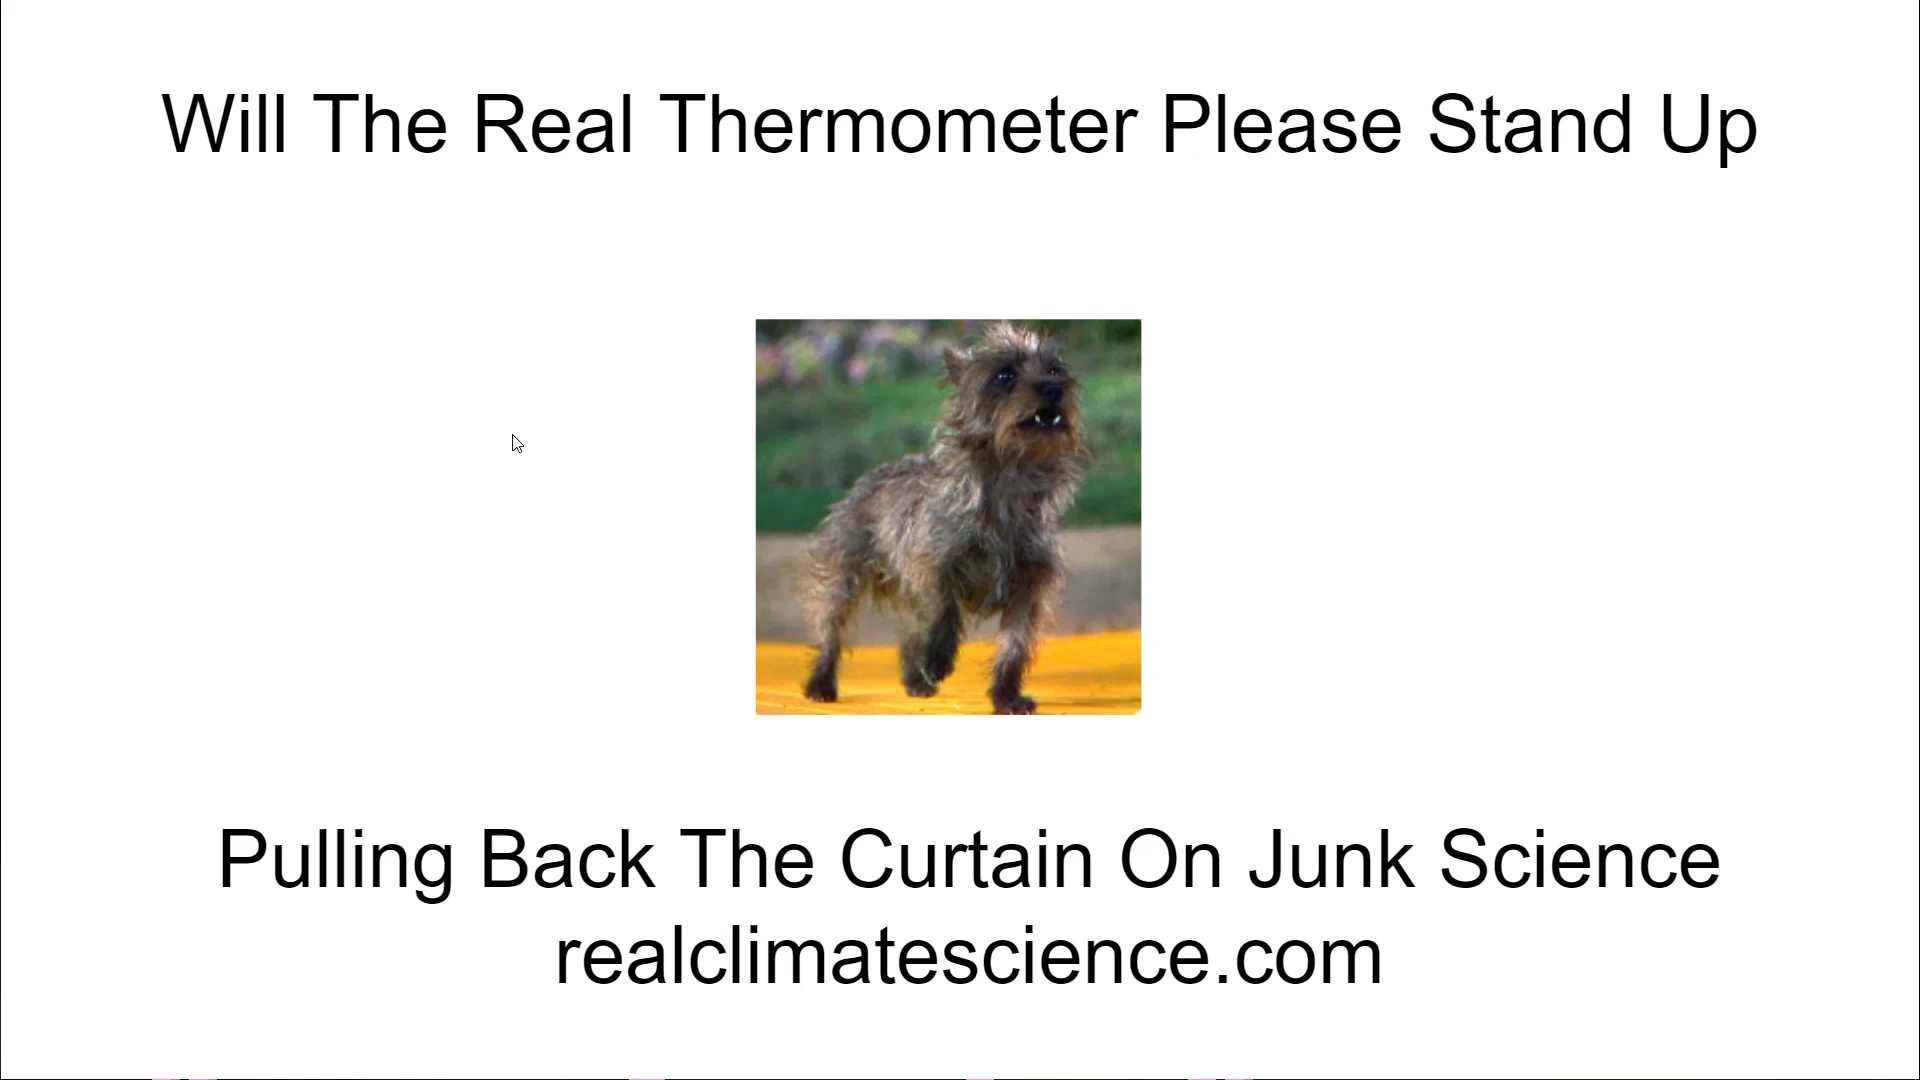 Will The Real Thermometer Please Stand Up
Pulling Back The Curtain On Junk Science
realclimatescience.com